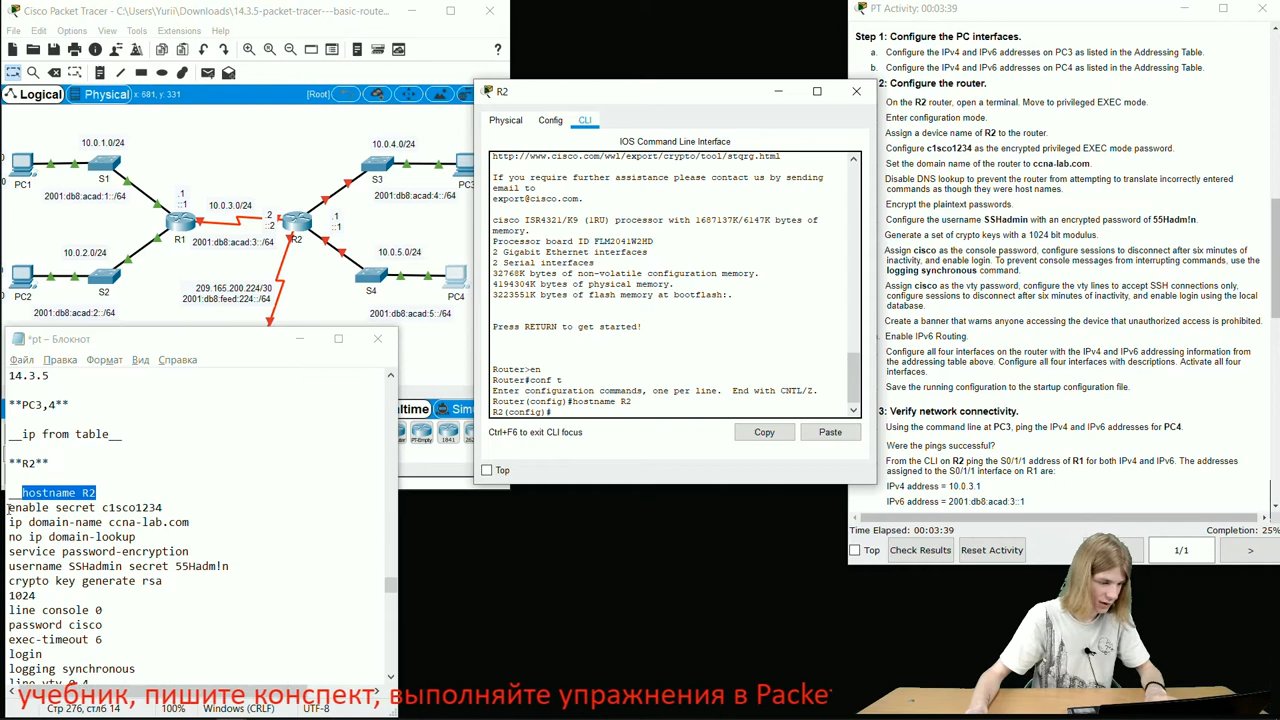 Cisco Packet Tracer - C:\Users\Yurii\Downloads\14.3.5-packet-tracer---basic-route...
File Edit Options View Tools Extensions Help
Logical Physical x: 681, y: 331 [Root]
10.0.1.0/24
PC1
S1
2001:db8:acad:1::/64
.1
::1
R1
10.0.3.0/24
2001:db8:acad:3::/64
.2
::2
R2
.1
::1
10.0.4.0/24
S3
PC3
2001:db8:acad:4::/64
10.0.2.0/24
PC2
S2
2001:db8:acad:2::/64
10.0.5.0/24
S4
PC4
2001:db8:acad:5::/64
209.165.200.224/30
2001:db8:feed:224::/64
altime
Simu
PT-Empty
1841
R2
Physical Config CLI
IOS Command Line Interface
http://www.cisco.com/wwl/export/crypto/tool/stqrg.html
If you require further assistance please contact us by sending
email to
export@cisco.com.
cisco ISR4321/K9 (1RU) processor with 1687137K/6147K bytes of
memory.
Processor board ID FLM2041W2HD
2 Gigabit Ethernet interfaces
2 Serial interfaces
32768K bytes of non-volatile configuration memory.
4194304K bytes of physical memory.
3223551K bytes of flash memory at bootflash:.
Press RETURN to get started!
Router>en
Router#conf t
Enter configuration commands, one per line. End with CNTL/Z.
Router(config)#hostname R2
R2(config)#
Ctrl+F6 to exit CLI focus
Copy
Paste
Top
*pt – Блокнот
Файл Правка Формат Вид Справка
14.3.5
**PC3,4**
__ip from table__
**R2**
__hostname R2
enable secret c1sco1234
ip domain-name ccna-lab.com
no ip domain-lookup
service password-encryption
username SSHadmin secret 55Hadm!n
crypto key generate rsa
1024
line console 0
password cisco
exec-timeout 6
login
logging synchronous
line vty 0 4
Стр 276, стлб 14 100% Windows (CRLF) UTF-8
PT Activity: 00:03:39
Step 1: Configure the PC interfaces.
a. Configure the IPv4 and IPv6 addresses on PC3 as listed in the Addressing Table.
b. Configure the IPv4 and IPv6 addresses on PC4 as listed in the Addressing Table.
2: Configure the router.
On the R2 router, open a terminal. Move to privileged EXEC mode.
Enter configuration mode.
Assign a device name of R2 to the router.
Configure c1sco1234 as the encrypted privileged EXEC mode password.
Set the domain name of the router to ccna-lab.com.
Disable DNS lookup to prevent the router from attempting to translate incorrectly entered
commands as though they were host names.
Encrypt the plaintext passwords.
Configure the username SSHadmin with an encrypted password of 55Hadm!n.
Generate a set of crypto keys with a 1024 bit modulus.
Assign cisco as the console password, configure sessions to disconnect after six minutes of
inactivity, and enable login. To prevent console messages from interrupting commands, use the
logging synchronous command.
Assign cisco as the vty password, configure the vty lines to accept SSH connections only,
configure sessions to disconnect after six minutes of inactivity, and enable login using the local
database.
Create a banner that warns anyone accessing the device that unauthorized access is prohibited.
Enable IPv6 Routing.
Configure all four interfaces on the router with the IPv4 and IPv6 addressing information from
the addressing table above. Configure all four interfaces with descriptions. Activate all four
interfaces.
Save the running configuration to the startup configuration file.
3: Verify network connectivity.
Using the command line at PC3, ping the IPv4 and IPv6 addresses for PC4.
Were the pings successful?
From the CLI on R2 ping the S0/1/1 address of R1 for both IPv4 and IPv6. The addresses
assigned to the S0/1/1 interface on R1 are:
IPv4 address = 10.0.3.1
IPv6 address = 2001:db8:acad:3::1
Time Elapsed: 00:03:39 Completion: 25%
Top Check Results Reset Activity 1/1 >
учебник, пишите конспект, выполняйте упражнения в Packe